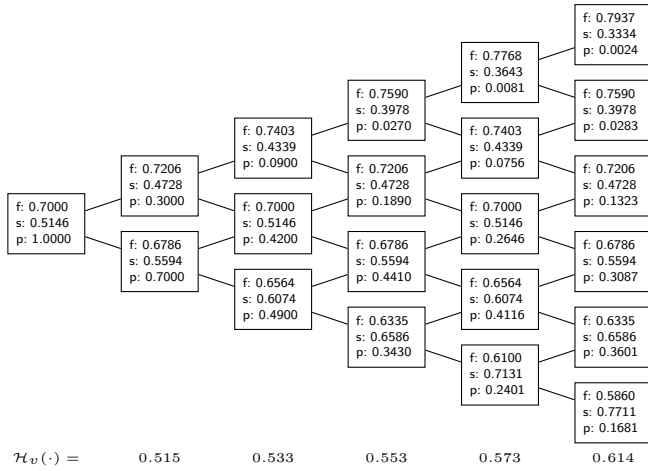 f: 0.7000
s: 0.5146
p: 1.0000
f: 0.7206
s: 0.4728
p: 0.3000
f: 0.6786
s: 0.5594
p: 0.7000
f: 0.7403
s: 0.4339
p: 0.0900
f: 0.7000
s: 0.5146
p: 0.4200
f: 0.6564
s: 0.6074
p: 0.4900
f: 0.7590
s: 0.3978
p: 0.0270
f: 0.7206
s: 0.4728
p: 0.1890
f: 0.6786
s: 0.5594
p: 0.4410
f: 0.6335
s: 0.6586
p: 0.3430
f: 0.7768
s: 0.3643
p: 0.0081
f: 0.7403
s: 0.4339
p: 0.0756
f: 0.7000
s: 0.5146
p: 0.2646
f: 0.6564
s: 0.6074
p: 0.4116
f: 0.6100
s: 0.7131
p: 0.2401
f: 0.7937
s: 0.3334
p: 0.0024
f: 0.7590
s: 0.3978
p: 0.0283
f: 0.7206
s: 0.4728
p: 0.1323
f: 0.6786
s: 0.5594
p: 0.3087
f: 0.6335
s: 0.6586
p: 0.3601
f: 0.5860
s: 0.7711
p: 0.1681
ℋᵥ(·) = 0.515 0.533 0.553 0.573 0.614